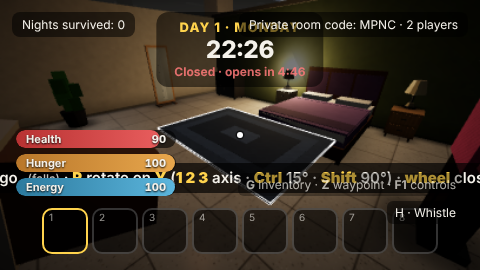 Nights survived: 0
DAY 1 · MONDAY
Private room code: MPNC · 2 players
22:26
Closed · opens in 4:46
Health 90
Hunger 100
go (falls) · R rotate on Y (1 2 3 axis · Ctrl 15° · Shift 90°) · wheel clos
Energy 100
G inventory · Z waypoint · F1 controls
H · Whistle
1 2 3 4 5 6 7 8